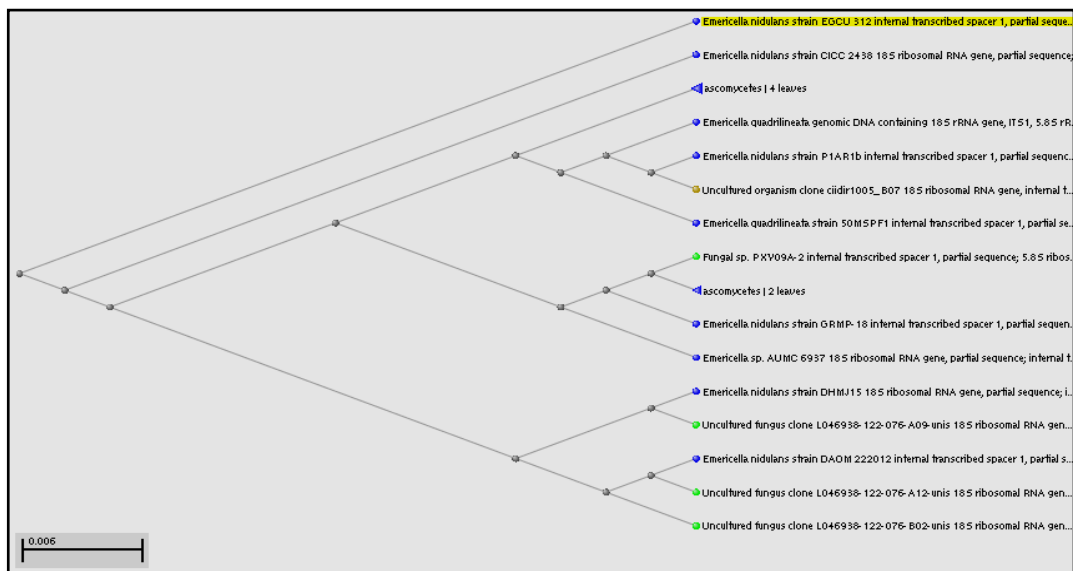 Emericella nidulans strain EGCU 312 internal transcribed spacer 1, partial seque...
Emericella nidulans strain CICC 2438 18S ribosomal RNA gene, partial sequence;
ascomycetes | 4 leaves
Emericella quadrilineata genomic DNA containing 18S rRNA gene, ITS1, 5.8S rR...
Emericella nidulans strain P1AR1b internal transcribed spacer 1, partial sequenc...
Uncultured organism clone ciidir1005_B07 18S ribosomal RNA gene, internal t...
Emericella quadrilineata strain 50MSPF1 internal transcribed spacer 1, partial se...
Fungal sp. PXV09A-2 internal transcribed spacer 1, partial sequence; 5.8S ribos...
ascomycetes | 2 leaves
Emericella nidulans strain GRMP-18 internal transcribed spacer 1, partial sequen...
Emericella sp. AUMC 6937 18S ribosomal RNA gene, partial sequence; internal t...
Emericella nidulans strain DHMJ15 18S ribosomal RNA gene, partial sequence; i...
Uncultured fungus clone L046938-122-076-A09-unis 18S ribosomal RNA gen...
Emericella nidulans strain DAOM 222012 internal transcribed spacer 1, partial s...
Uncultured fungus clone L046938-122-076-A12-unis 18S ribosomal RNA gen...
Uncultured fungus clone L046938-122-076-B02-unis 18S ribosomal RNA gen...
0.006